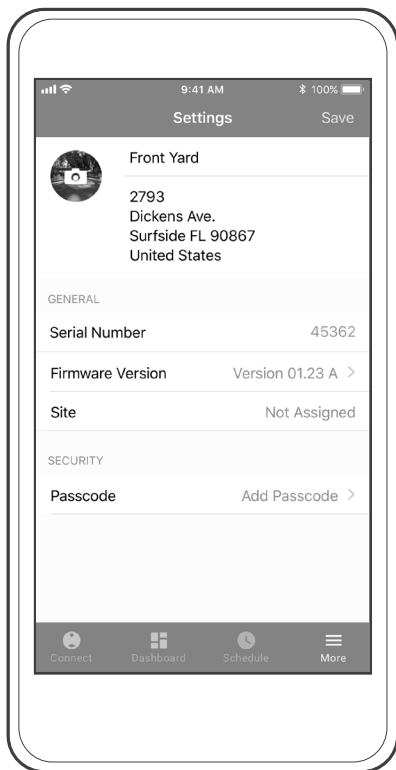 9:41 AM
100%
Settings
Save
Front Yard
2793
Dickens Ave.
Surfside FL 90867
United States
GENERAL
Serial Number 45362
Firmware Version Version 01.23 A >
Site Not Assigned
SECURITY
Passcode Add Passcode >
Connect Dashboard Schedule More